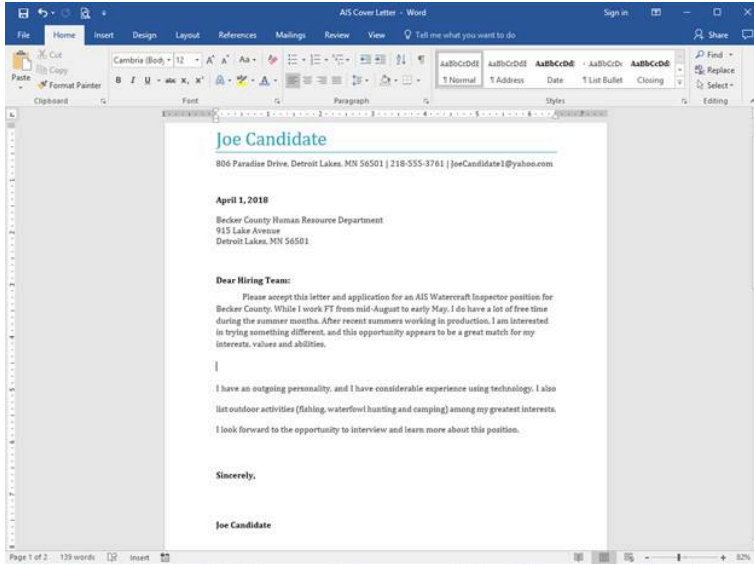 AIS Cover Letter - Word
Sign in
File Home Insert Design Layout References Mailings Review View Tell me what you want to do Share
Paste
Cut
Copy
Format Painter
Clipboard
Cambria (Body 12
Font
Paragraph
AaBbCcDdE AaBbCcDdE AaBbCcDd AaBbCcDc AaBbCcDd
¶ Normal ¶ Address Date ¶ List Bullet Closing
Styles
Find
Replace
Select
Editing
Joe Candidate
806 Paradise Drive, Detroit Lakes, MN 56501 | 218-555-3761 | JoeCandidate1@yahoo.com
April 1, 2018
Becker County Human Resource Department
915 Lake Avenue
Detroit Lakes, MN 56501
Dear Hiring Team:
Please accept this letter and application for an AIS Watercraft Inspector position for
Becker County. While I work FT from mid-August to early May, I do have a lot of free time
during the summer months. After recent summers working in production, I am interested
in trying something different, and this opportunity appears to be a great match for my
interests, values and abilities.
I have an outgoing personality, and I have considerable experience using technology. I also
list outdoor activities (fishing, waterfowl hunting and camping) among my greatest interests.
I look forward to the opportunity to interview and learn more about this position.
Sincerely,
Joe Candidate
Page 1 of 2 139 words Insert 82%